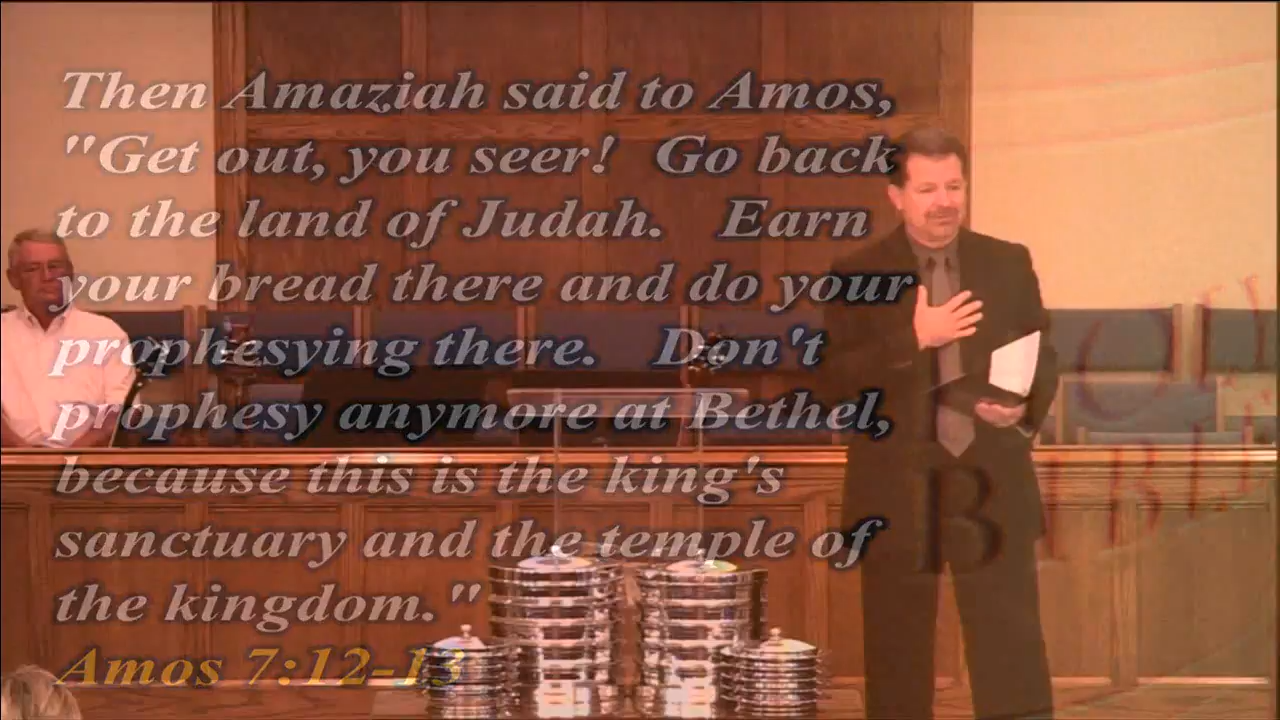 Then Amaziah said to Amos,
"Get out, you seer! Go back
to the land of Judah. Earn
your bread there and do your
prophesying there. Don't
prophesy anymore at Bethel,
because this is the king's
sanctuary and the temple of
the kingdom."
Amos 7:12-13
HOLY
BIBLE